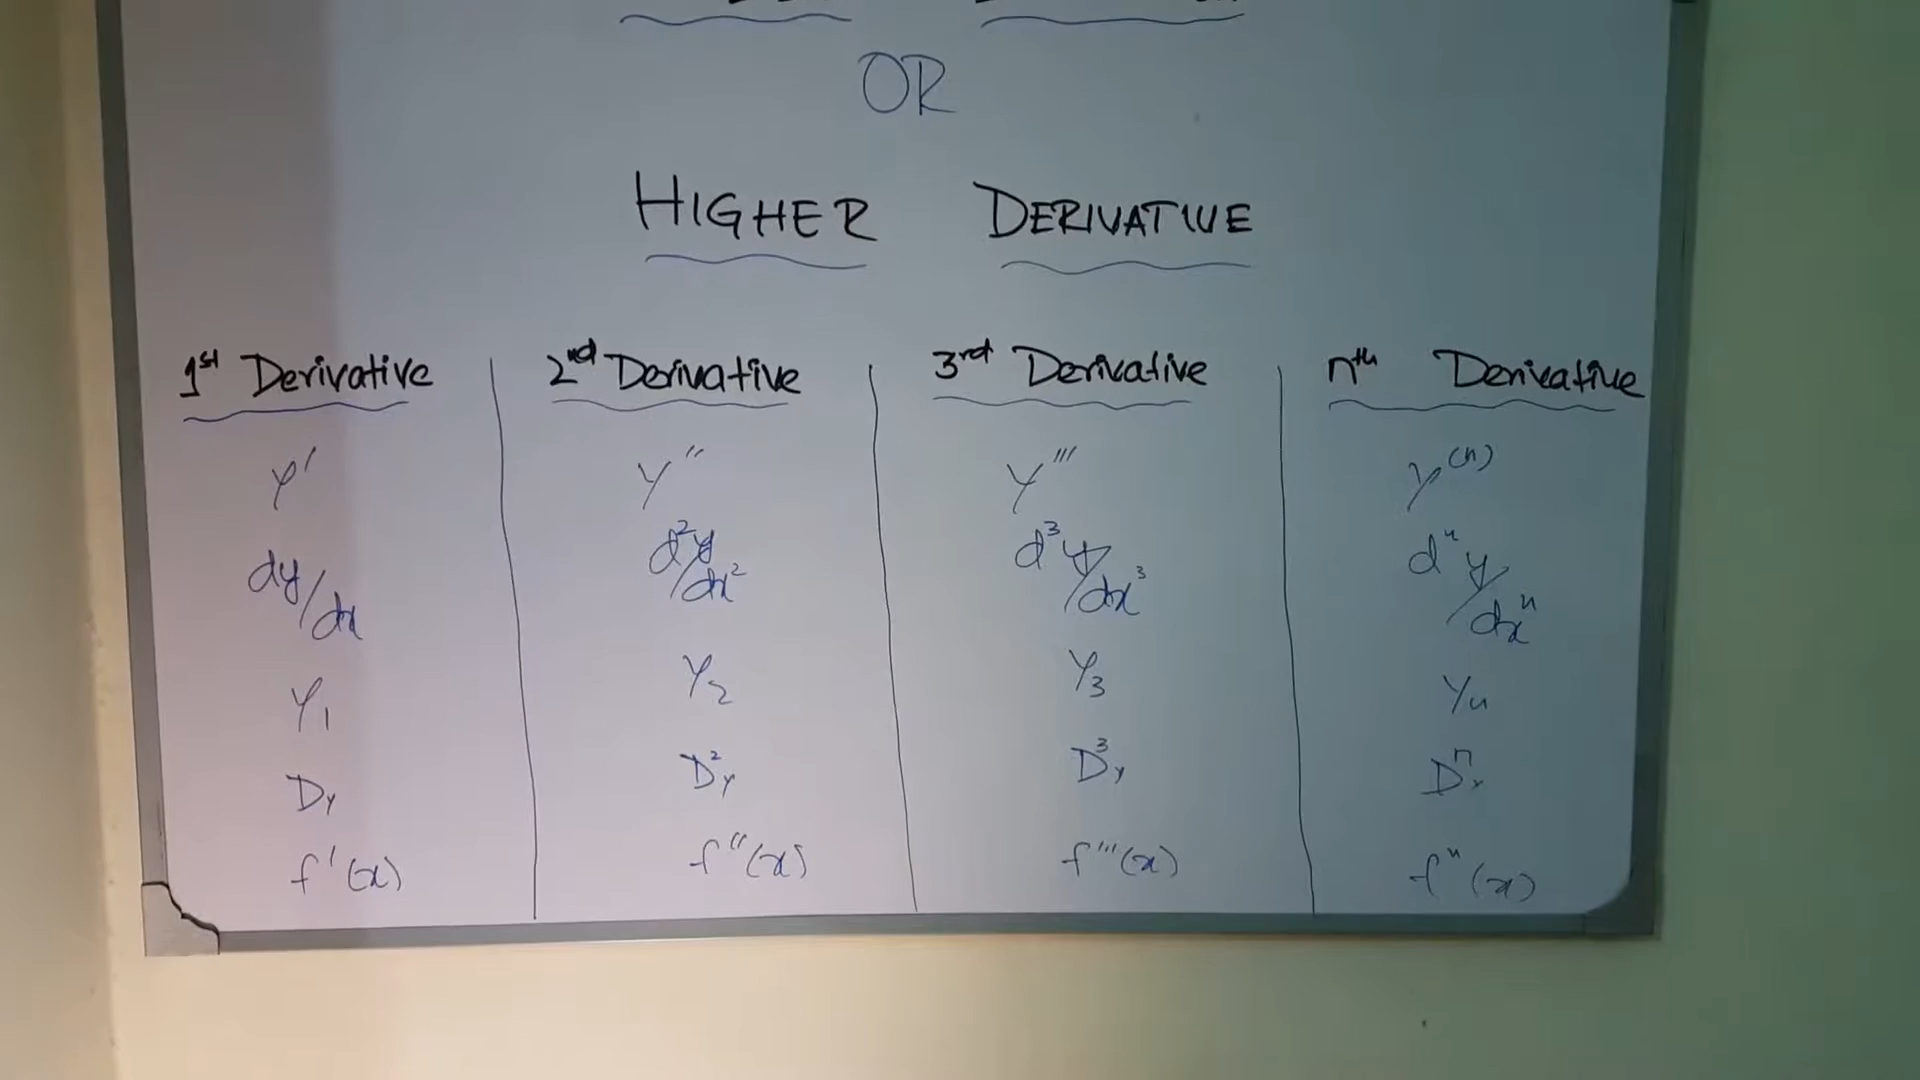 OR
HIGHER DERIVATIVE
1st Derivative 2nd Derivative 3rd Derivative nth Derivative
y' y'' y''' y^(n)
dy/dx d²y/dx² d³y/dx³ dⁿy/dxⁿ
y₁ y₂ y₃ yₙ
Dy D²y D³y Dⁿy
f'(x) f''(x) f'''(x) fⁿ(x)